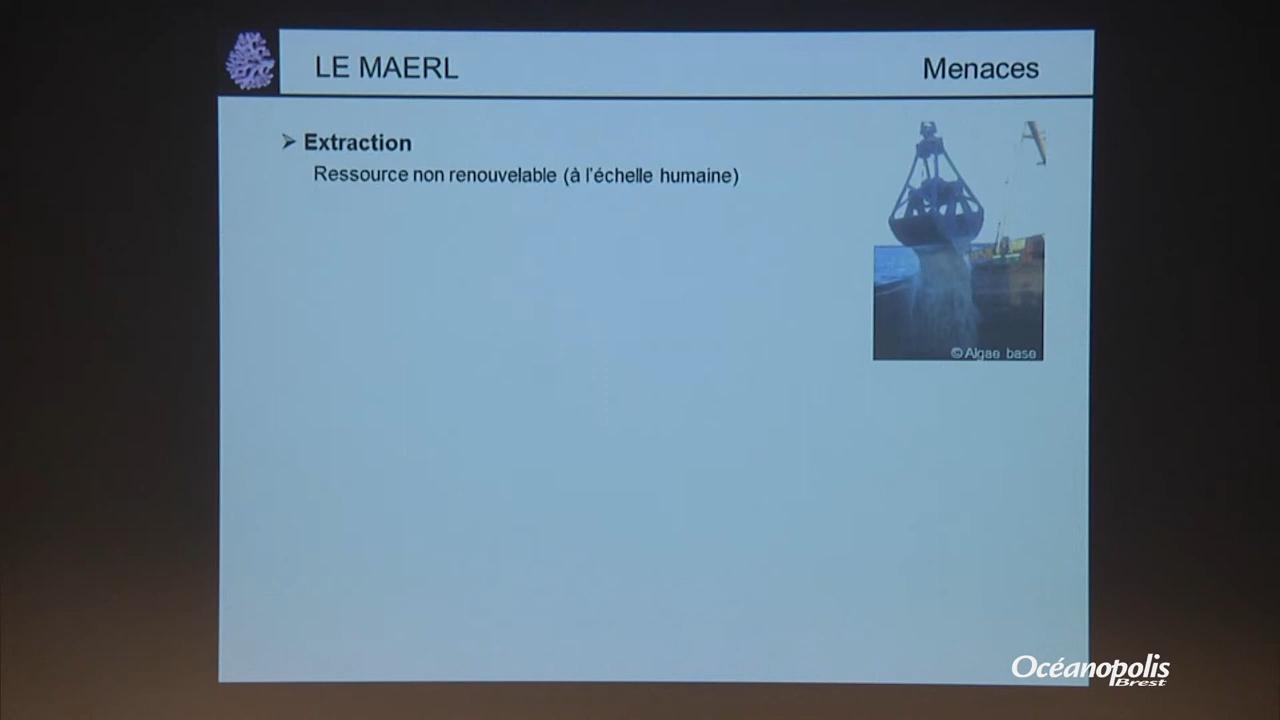 LE MAERL
Menaces
➢ Extraction
Ressource non renouvelable (à l'échelle humaine)
© Algae base
Océanopolis
Brest